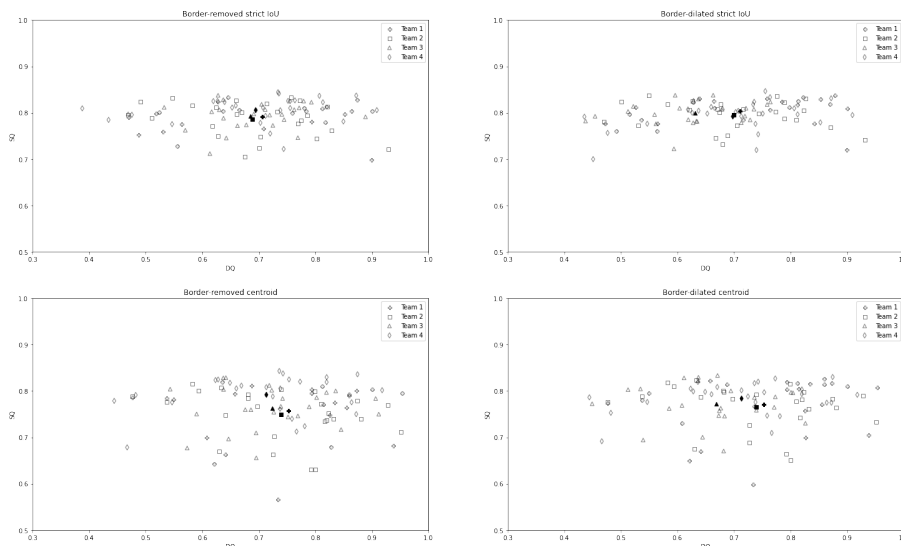 Border-removed strict IoU
1.0
0.9
0.8
0.7
0.6
0.5
SQ
0.3 0.4 0.5 0.6 0.7 0.8 0.9 1.0
DQ
Team 1
Team 2
Team 3
Team 4
Border-dilated strict IoU
1.0
0.9
0.8
0.7
0.6
0.5
SQ
0.3 0.4 0.5 0.6 0.7 0.8 0.9 1.0
DQ
Team 1
Team 2
Team 3
Team 4
Border-removed centroid
1.0
0.9
0.8
0.7
0.6
0.5
SQ
0.3 0.4 0.5 0.6 0.7 0.8 0.9 1.0
DQ
Team 1
Team 2
Team 3
Team 4
Border-dilated centroid
1.0
0.9
0.8
0.7
0.6
0.5
SQ
0.3 0.4 0.5 0.6 0.7 0.8 0.9 1.0
DQ
Team 1
Team 2
Team 3
Team 4